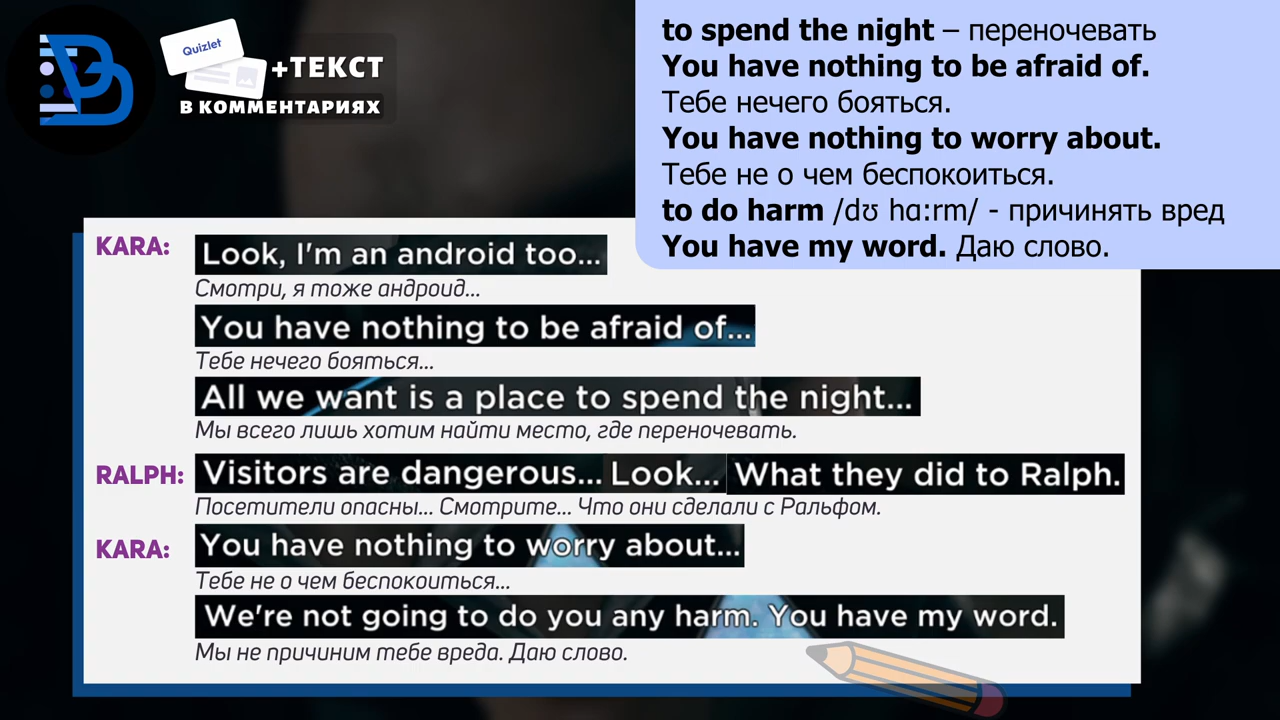 Quizlet
+ТЕКСТ
В КОММЕНТАРИЯХ
to spend the night – переночевать
You have nothing to be afraid of.
Тебе нечего бояться.
You have nothing to worry about.
Тебе не о чем беспокоиться.
to do harm /dʊ hɑːrm/ - причинять вред
You have my word. Даю слово.
KARA: Look, I'm an android too...
Смотри, я тоже андроид...
You have nothing to be afraid of...
Тебе нечего бояться...
All we want is a place to spend the night...
Мы всего лишь хотим найти место, где переночевать.
RALPH: Visitors are dangerous... Look... What they did to Ralph.
Посетители опасны... Смотрите... Что они сделали с Ральфом.
KARA: You have nothing to worry about...
Тебе не о чем беспокоиться...
We're not going to do you any harm. You have my word.
Мы не причиним тебе вреда. Даю слово.